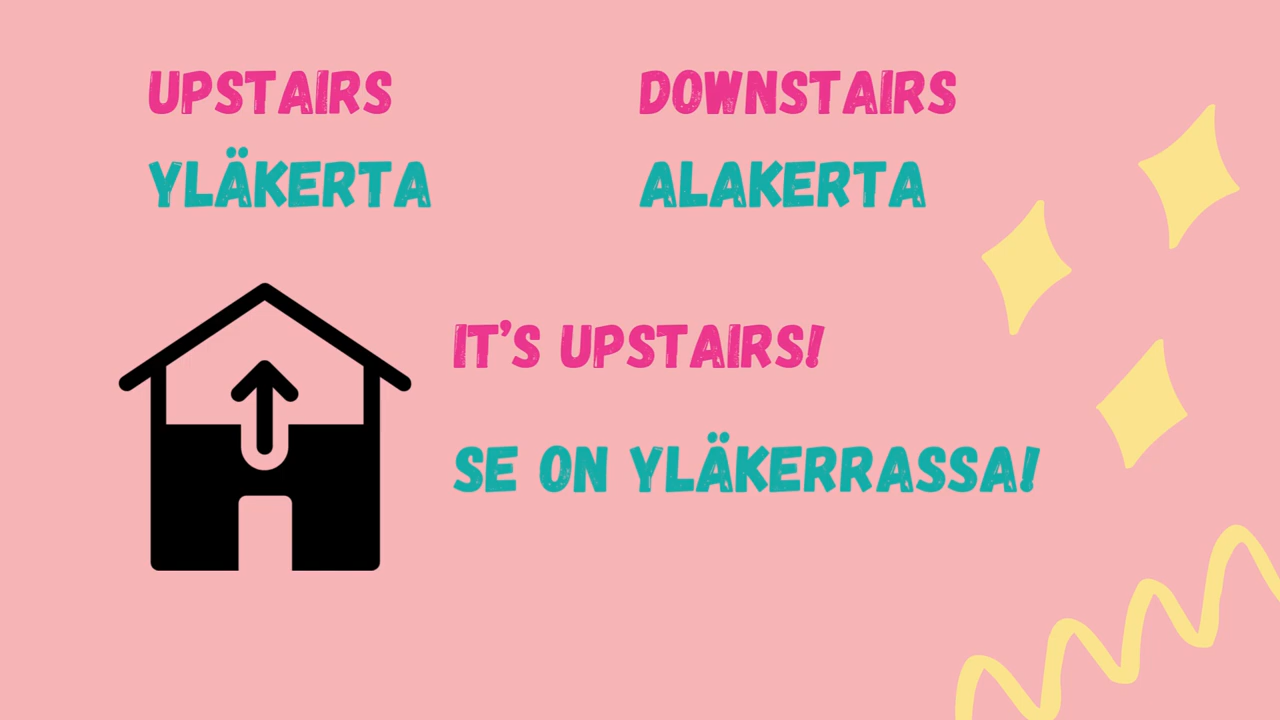 UPSTAIRS
YLÄKERTA
DOWNSTAIRS
ALAKERTA
IT'S UPSTAIRS!
SE ON YLÄKERRASSA!